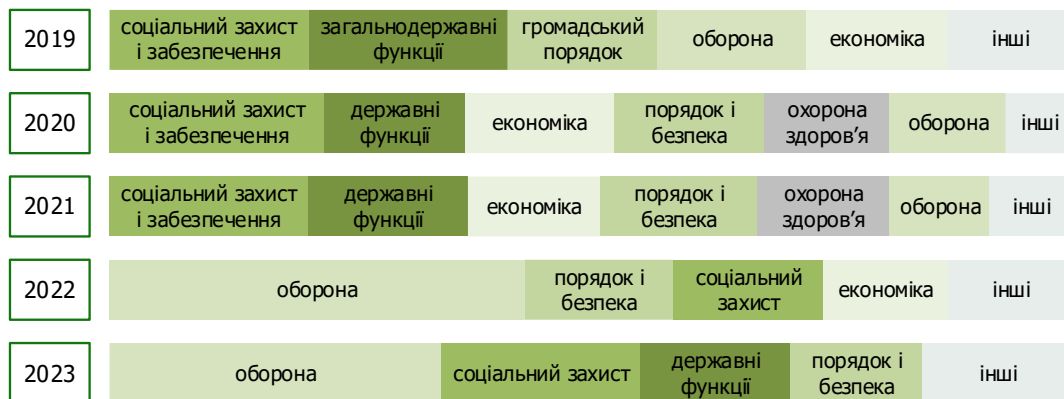 2019
соціальний захист
і забезпечення
загальнодержавні
функції
громадський
порядок
оборона
економіка
інші
2020
соціальний захист
і забезпечення
державні
функції
економіка
порядок і
безпека
охорона
здоров’я
оборона
інші
2021
соціальний захист
і забезпечення
державні
функції
економіка
порядок і
безпека
охорона
здоров’я
оборона
інші
2022
оборона
порядок і
безпека
соціальний
захист
економіка
інші
2023
оборона
соціальний захист
державні
функції
порядок і
безпека
інші